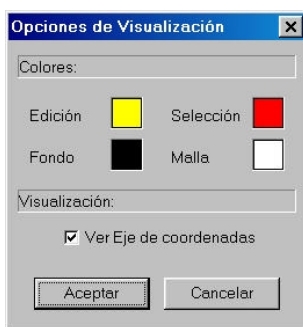 Opciones de Visualización
Colores:
Edición Selección
Fondo Malla
Visualización:
Ver Eje de coordenadas
Aceptar Cancelar